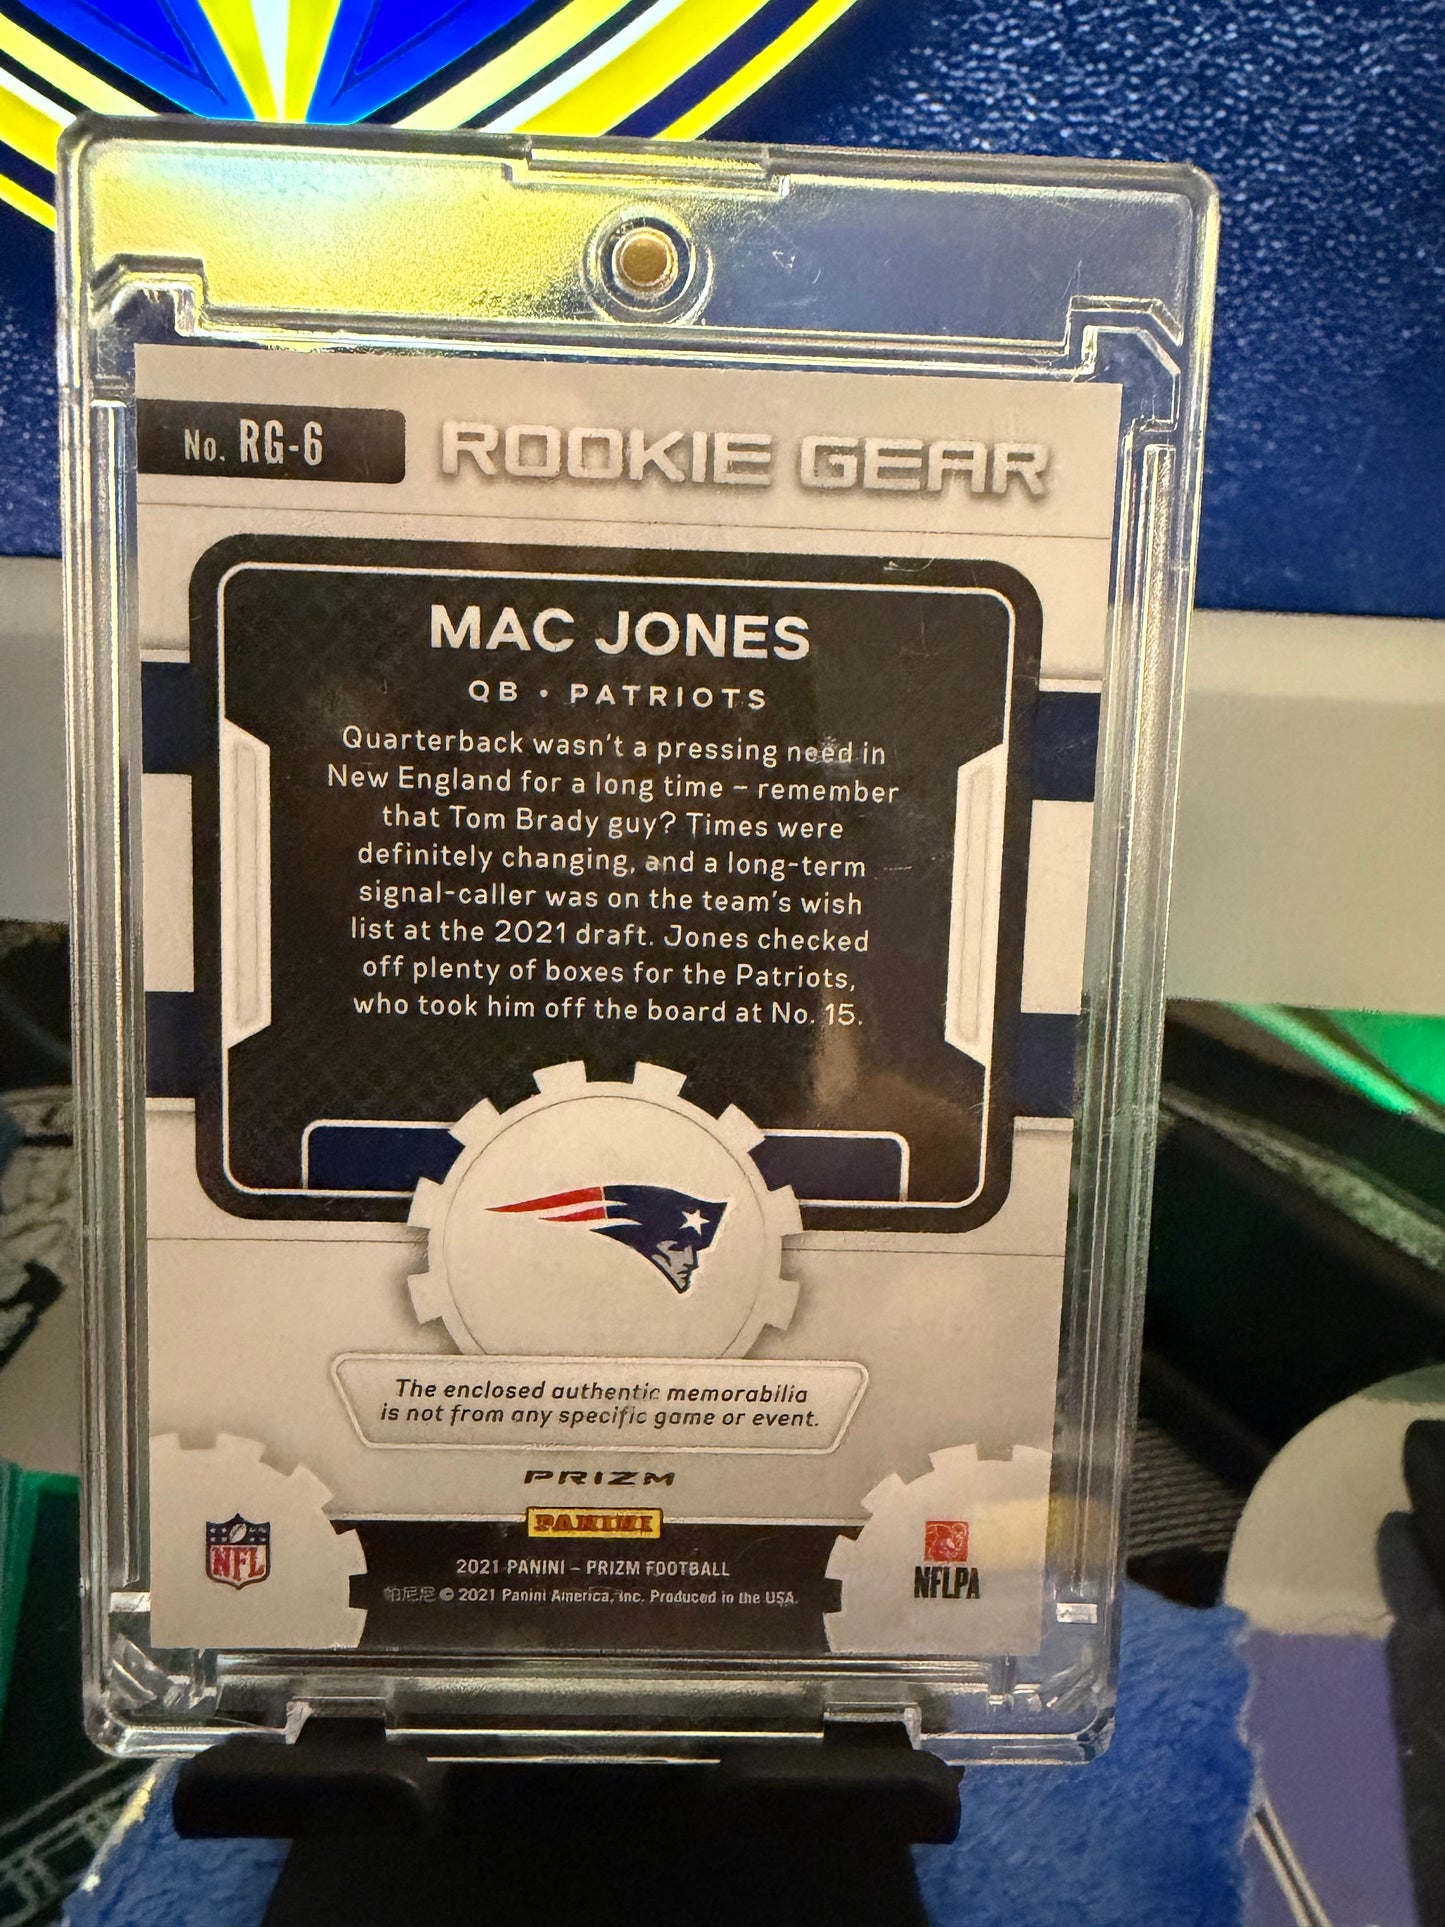 No. RG-6
ROOKIE GEAR
MAC JONES
QB • PATRIOTS
Quarterback wasn't a pressing need in
New England for a long time – remember
that Tom Brady guy? Times were
definitely changing, and a long-term
signal-caller was on the team's wish
list at the 2021 draft. Jones checked
off plenty of boxes for the Patriots,
who took him off the board at No. 15.
The enclosed authentic memorabilia
is not from any specific game or event.
PRIZM
PANINI
NFL
2021 PANINI – PRIZM FOOTBALL
帕尼尼 © 2021 Panini America, Inc. Produced in the USA.
NFLPA